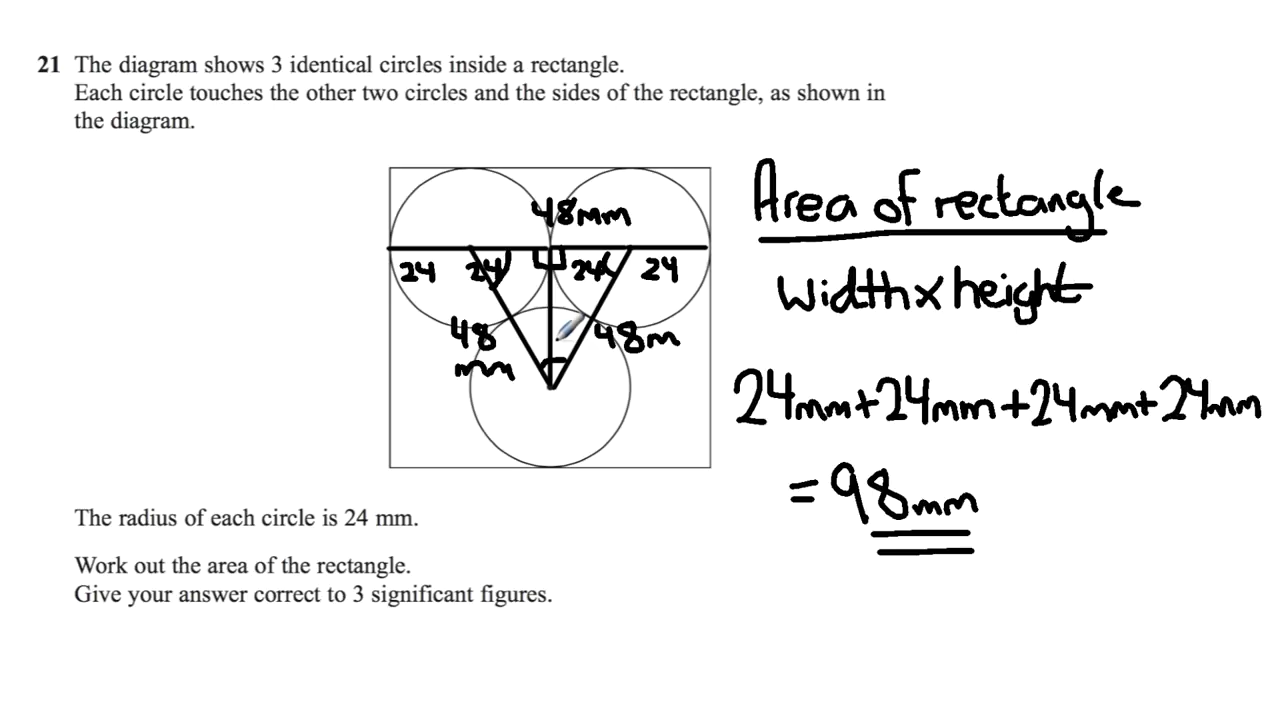 21 The diagram shows 3 identical circles inside a rectangle.
Each circle touches the other two circles and the sides of the rectangle, as shown in
the diagram.
48mm
24 24 24 24
48
mm
48m
Area of rectangle
Width x height
24mm+24mm+24mm+24mm
= 98mm
The radius of each circle is 24 mm.
Work out the area of the rectangle.
Give your answer correct to 3 significant figures.